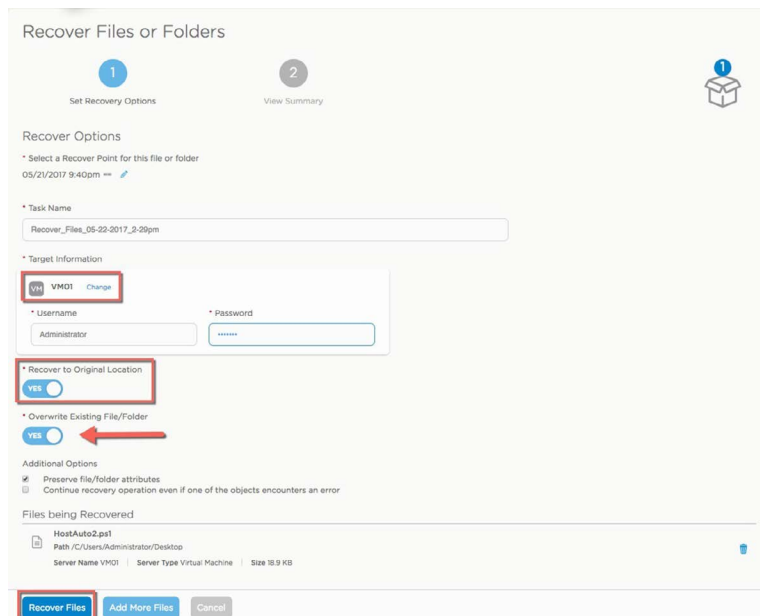 Recover Files or Folders
1
2
1
Set Recovery Options
View Summary
Recover Options
* Select a Recover Point for this file or folder
05/21/2017 9:40pm
* Task Name
Recover_Files_05-22-2017_2-29pm
* Target Information
VM VM01 Change
* Username
* Password
Administrator
•••••••
* Recover to Original Location
YES
* Overwrite Existing File/Folder
YES
Additional Options
Preserve file/folder attributes
Continue recovery operation even if one of the objects encounters an error
Files being Recovered
HostAuto2.ps1
Path /C/Users/Administrator/Desktop
Server Name VM01 | Server Type Virtual Machine | Size 18.9 KB
Recover Files
Add More Files
Cancel